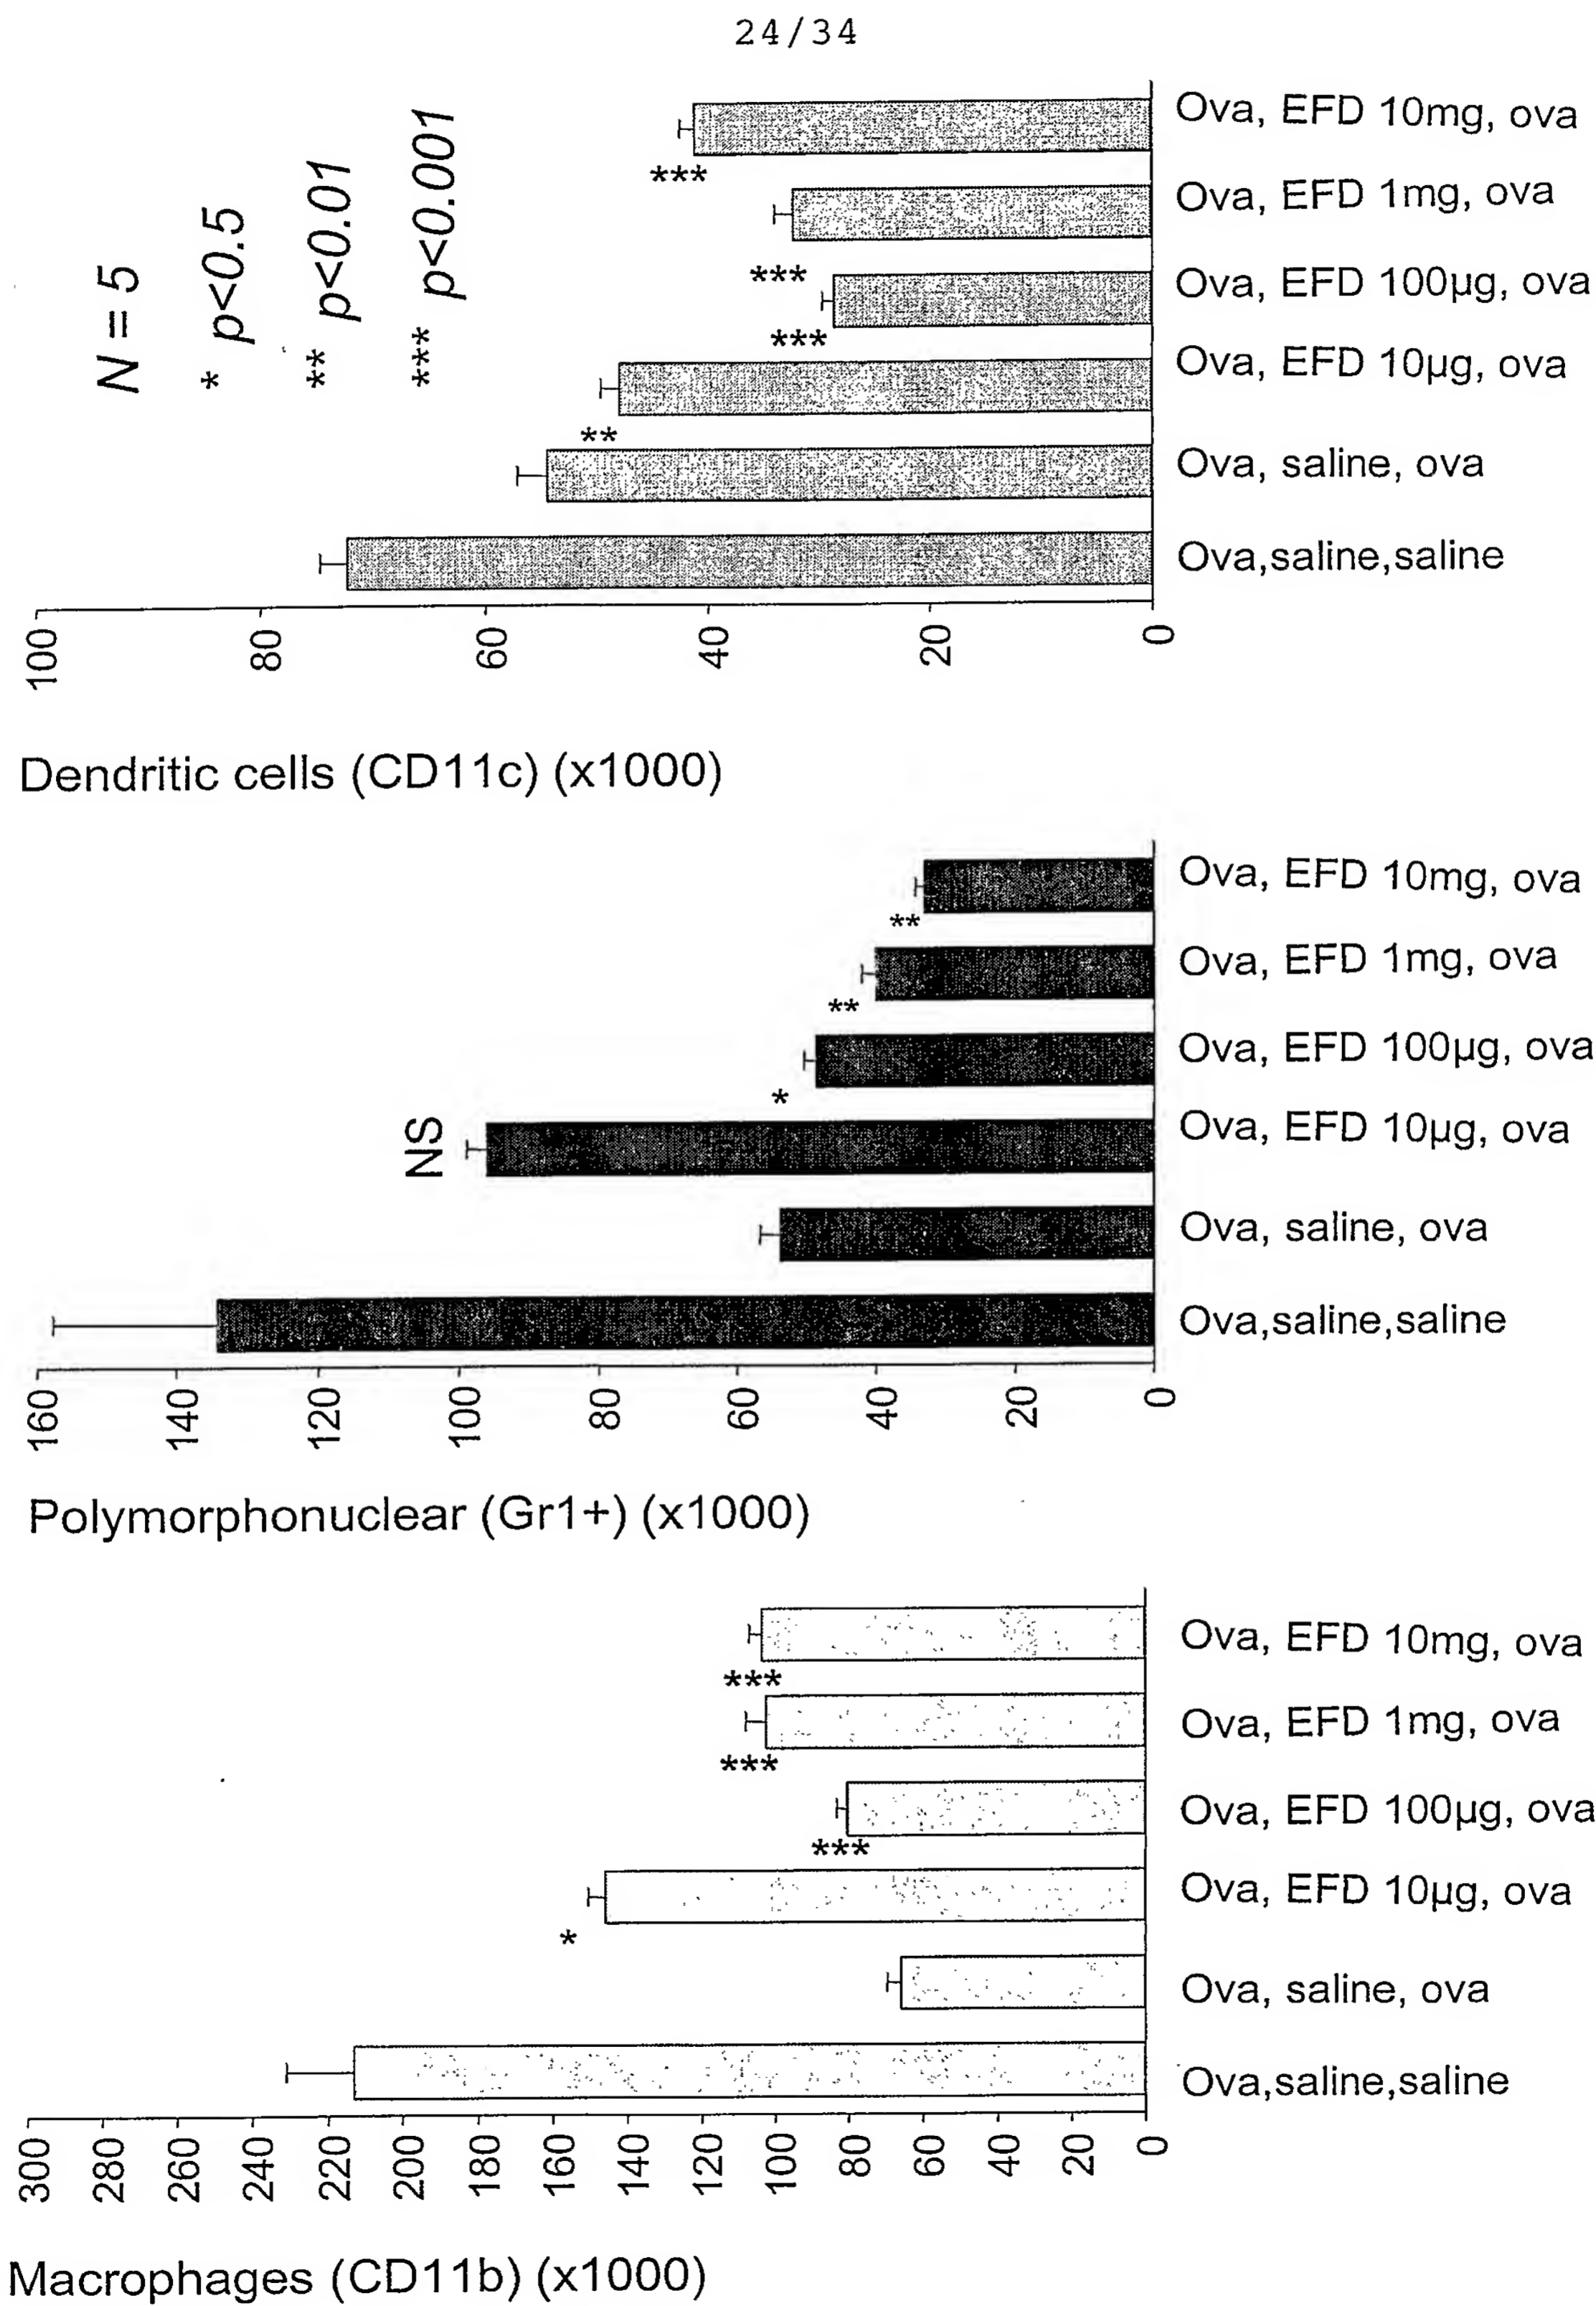 24/34
N = 5
* p<0.5
** p<0.01
*** p<0.001
***
***
***
**
Ova, EFD 10mg, ova
Ova, EFD 1mg, ova
Ova, EFD 100µg, ova
Ova, EFD 10µg, ova
Ova, saline, ova
Ova,saline,saline
100
80
60
40
20
0
Dendritic cells (CD11c) (x1000)
**
**
*
NS
Ova, EFD 10mg, ova
Ova, EFD 1mg, ova
Ova, EFD 100µg, ova
Ova, EFD 10µg, ova
Ova, saline, ova
Ova,saline,saline
160
140
120
100
80
60
40
20
0
Polymorphonuclear (Gr1+) (x1000)
***
***
***
*
Ova, EFD 10mg, ova
Ova, EFD 1mg, ova
Ova, EFD 100µg, ova
Ova, EFD 10µg, ova
Ova, saline, ova
Ova,saline,saline
300
280
260
240
220
200
180
160
140
120
100
80
60
40
20
0
Macrophages (CD11b) (x1000)